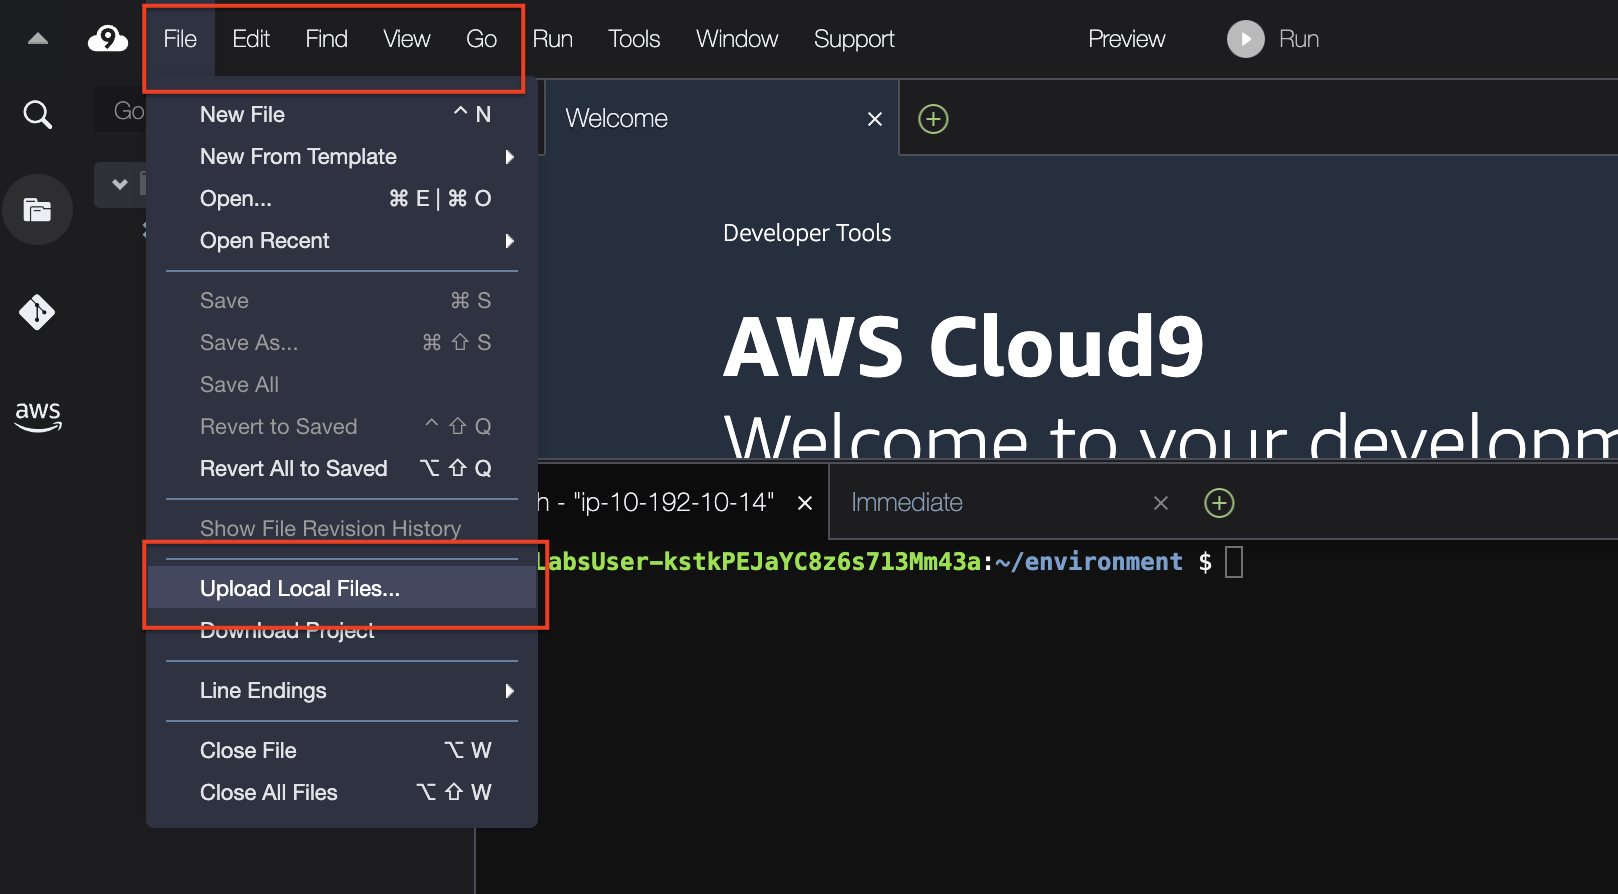 9 File Edit Find View Go Run Tools Window Support Preview Run
Go
Welcome
New File ^ N
New From Template
Open... ⌘ E | ⌘ O
Open Recent
Save ⌘ S
Save As... ⌘ ⇧ S
Save All
Revert to Saved ^ ⇧ Q
Revert All to Saved ⌥ ⇧ Q
Show File Revision History
Upload Local Files...
Download Project
Line Endings
Close File ⌥ W
Close All Files ⌥ ⇧ W
aws
Developer Tools
AWS Cloud9
Welcome to your developm
h - "ip-10-192-10-14" Immediate
LabsUser-kstkPEJaYC8z6s713Mm43a:~/environment $